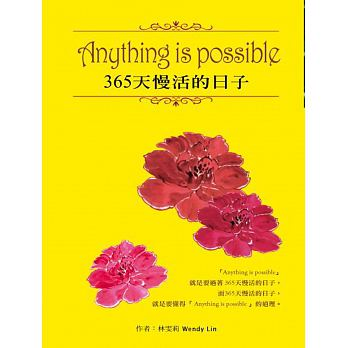 Anything is possible
365天慢活的日子
『Anything is possible』
就是要過著 365天慢活的日子，
而365天慢活的日子，
就是要懂得『 Anything is possible 』的道理。
作者：林雯莉 Wendy Lin